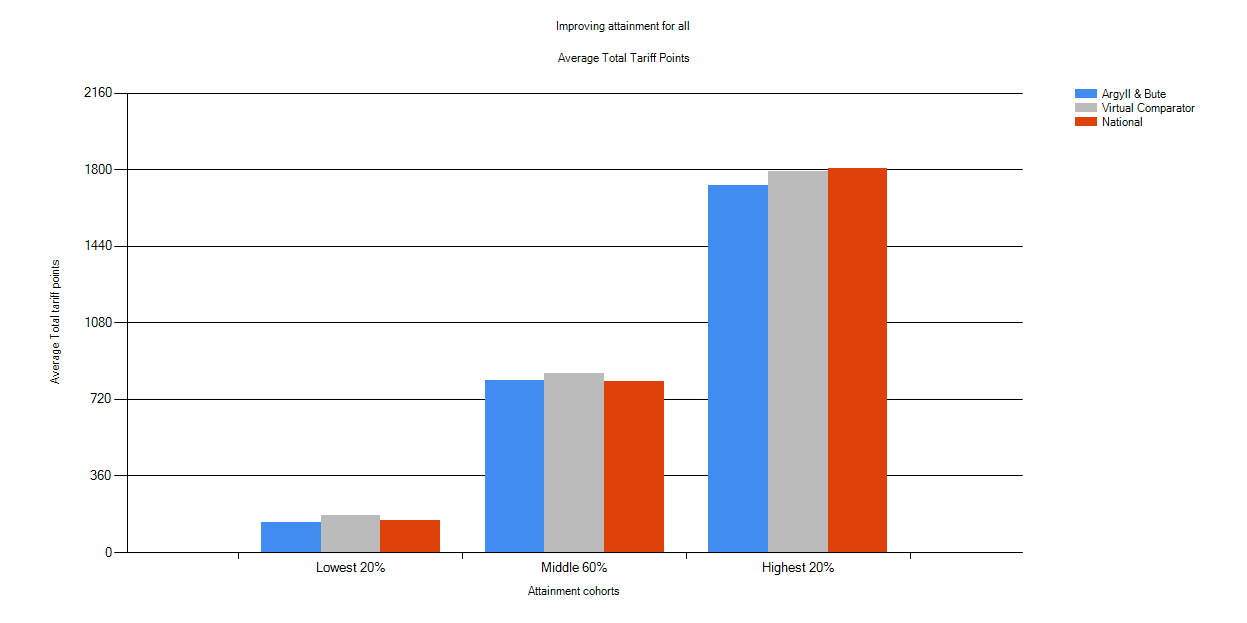 Improving attainment for all
Average Total Tariff Points
2160
1800
1440
1080
720
360
0
Average Total tariff points
Lowest 20%
Middle 60%
Highest 20%
Attainment cohorts
Argyll & Bute
Virtual Comparator
National